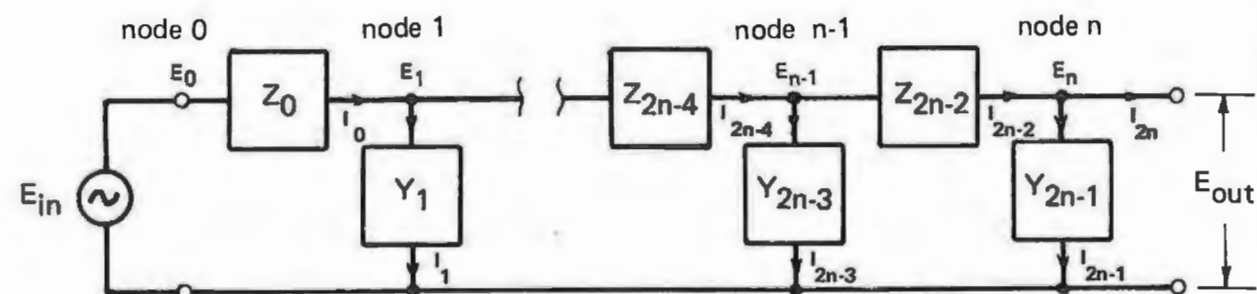 node 0 node 1 node n-1 node n
E0 E1 En-1 En
Z0 Z2n-4 Z2n-2
I0 I2n-4 I2n-2 I2n
Ein Y1 Y2n-3 Y2n-1 Eout
I1 I2n-3 I2n-1